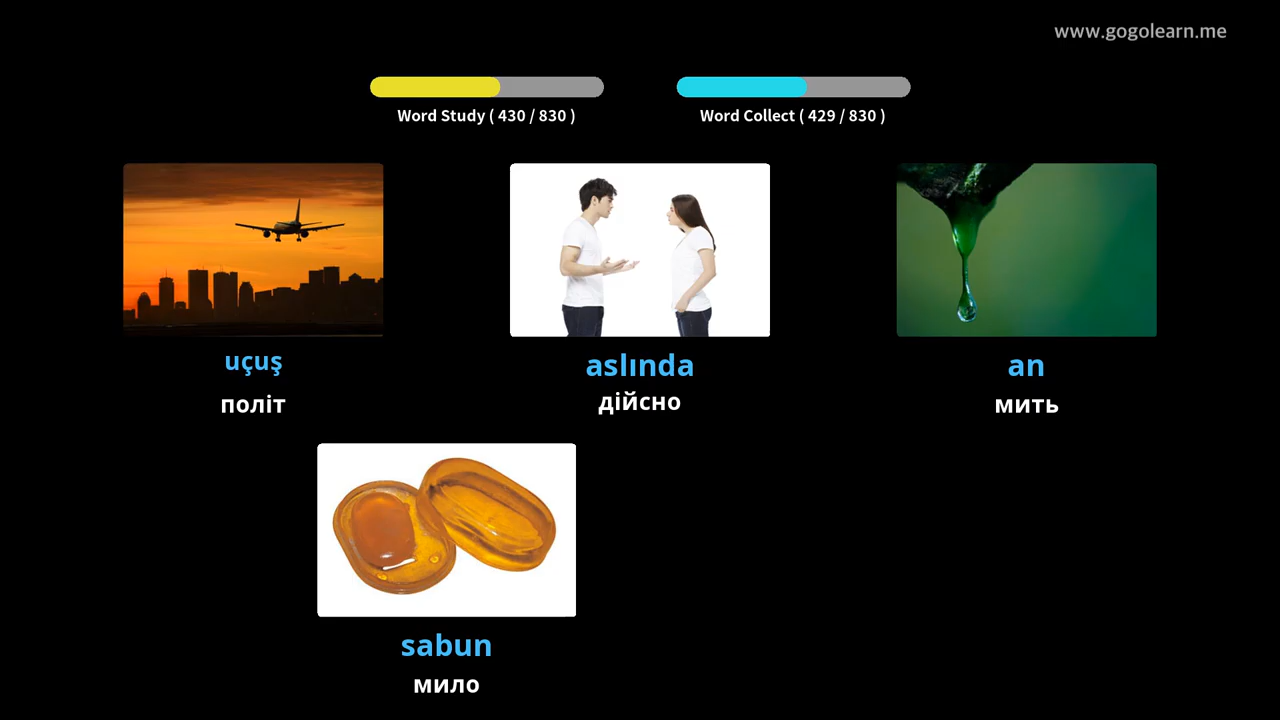 www.gogolearn.me
Word Study ( 430 / 830 )
Word Collect ( 429 / 830 )
uçuş
політ
aslında
дійсно
an
мить
sabun
мило